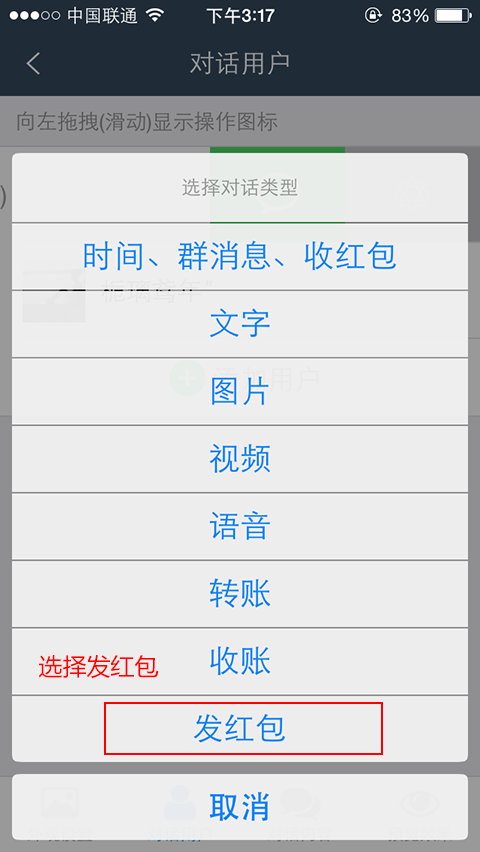 中国联通 下午3:17 83%
对话用户
向左拖拽(滑动)显示操作图标
选择对话类型
时间、群消息、收红包
文字
图片
视频
语音
转账
收账
选择发红包
发红包
取消